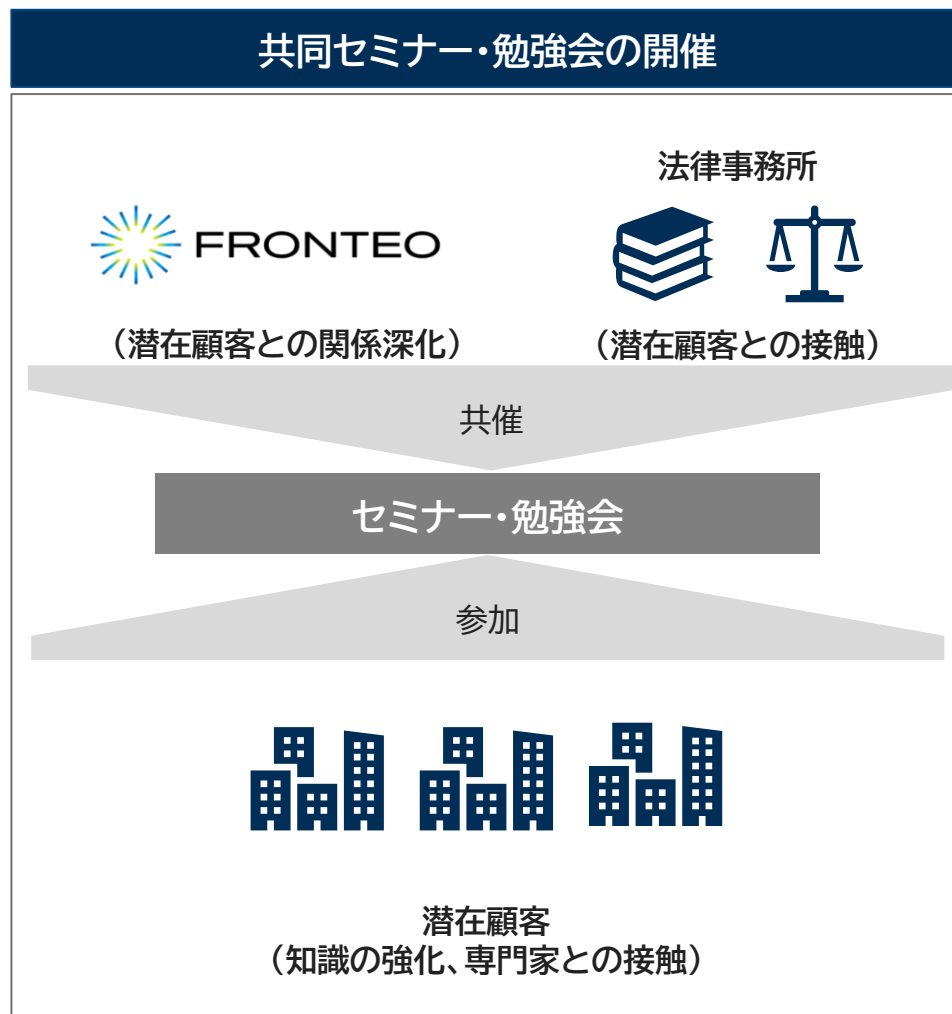 共同セミナー・勉強会の開催
法律事務所
FRONTEO
（潜在顧客との関係深化）
（潜在顧客との接触）
共催
セミナー・勉強会
参加
潜在顧客
（知識の強化、専門家との接触）